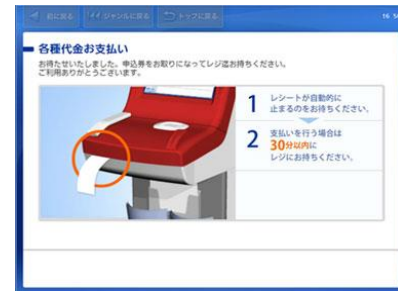 前に戻る ジャンルに戻る トップに戻る
各種代金お支払い
お待たせいたしました。申込券をお取りになってレジ迄お持ちください。
ご利用ありがとうございます。
1 レシートが自動的に
止まるのをお待ちください。
2 支払いを行う場合は
30分以内に
レジにお持ちください。